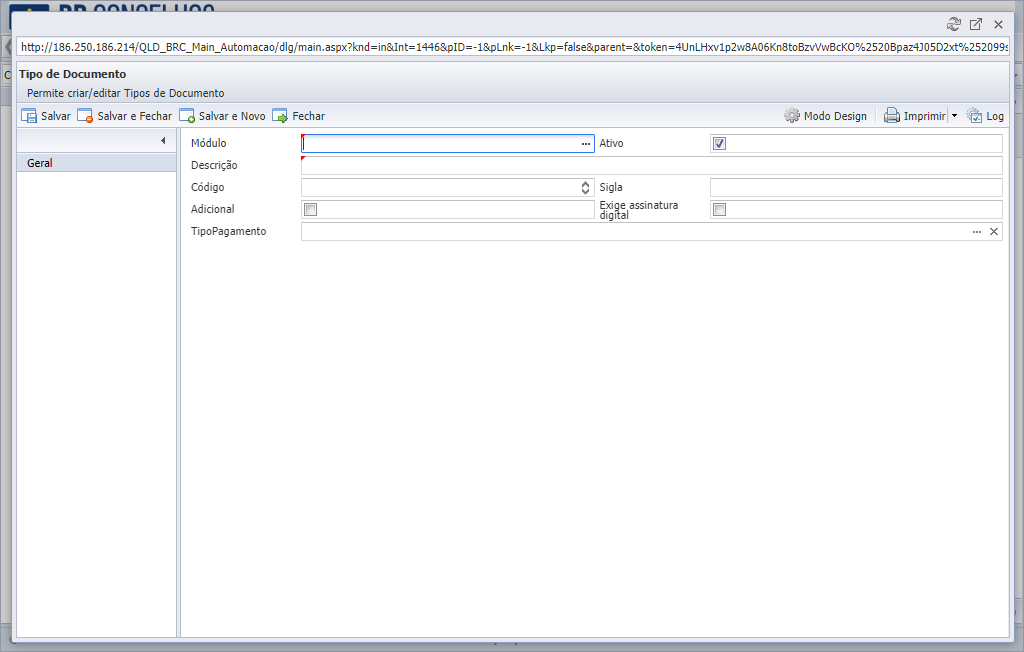 http://186.250.186.214/QLD_BRC_Main_Automacao/dlg/main.aspx?knd=in&Int=1446&pID=-1&pLnk=-1&Lkp=false&parent=&token=4UnLHxv1p2w8A06Kn8toBzvVwBcKO%2520Bpaz4J05D2xt%252099s
Tipo de Documento
Permite criar/editar Tipos de Documento
Salvar Salvar e Fechar Salvar e Novo Fechar Modo Design Imprimir Log
Geral
Módulo Ativo
Descrição
Código Sigla
Adicional Exige assinatura digital
TipoPagamento